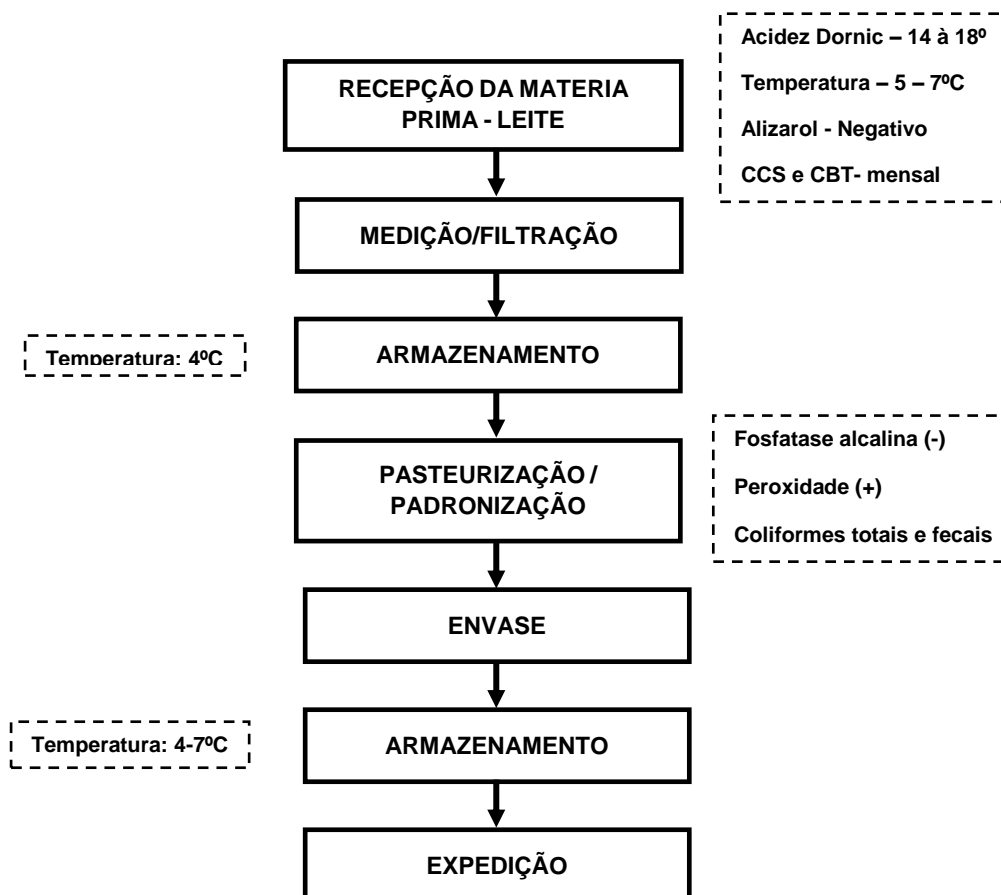 RECEPÇÃO DA MATERIA
PRIMA - LEITE
Acidez Dornic – 14 à 18º
Temperatura – 5 – 7ºC
Alizarol - Negativo
CCS e CBT- mensal
MEDIÇÃO/FILTRAÇÃO
Temperatura: 4ºC
ARMAZENAMENTO
PASTEURIZAÇÃO /
PADRONIZAÇÃO
Fosfatase alcalina (-)
Peroxidade (+)
Coliformes totais e fecais
ENVASE
Temperatura: 4-7ºC
ARMAZENAMENTO
EXPEDIÇÃO